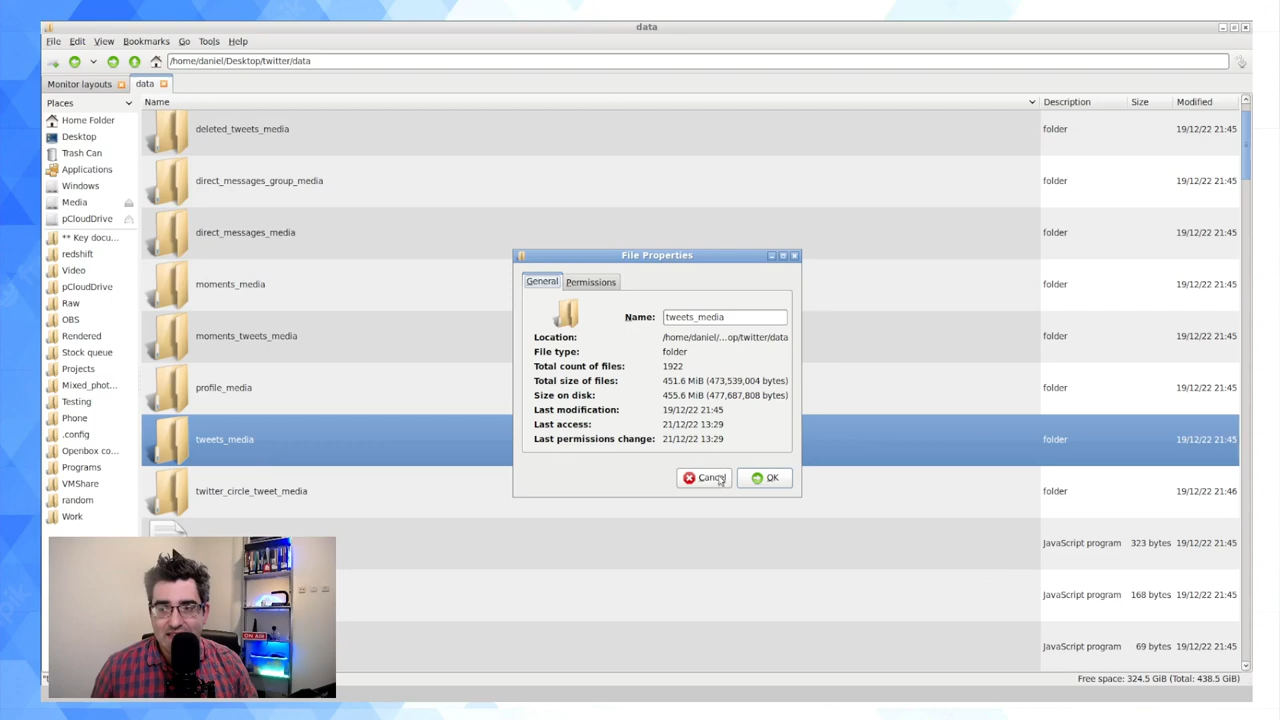 data
File Edit View Bookmarks Go Tools Help
/home/daniel/Desktop/twitter/data
Monitor layouts data
Places
Home Folder
Desktop
Trash Can
Applications
Windows
Media
pCloudDrive
** Key docu...
redshift
Video
pCloudDrive
Raw
OBS
Rendered
Stock queue
Projects
Mixed_phot...
Testing
Phone
.config
Openbox co...
Programs
VMShare
random
Work
Name Description Size Modified
deleted_tweets_media folder 19/12/22 21:45
direct_messages_group_media folder 19/12/22 21:45
direct_messages_media folder 19/12/22 21:45
moments_media folder 19/12/22 21:45
moments_tweets_media folder 19/12/22 21:45
profile_media folder 19/12/22 21:45
tweets_media folder 19/12/22 21:45
twitter_circle_tweet_media folder 19/12/22 21:46
JavaScript program 323 bytes 19/12/22 21:45
JavaScript program 168 bytes 19/12/22 21:45
JavaScript program 69 bytes 19/12/22 21:45
File Properties
General Permissions
Name: tweets_media
Location: /home/daniel/...op/twitter/data
File type: folder
Total count of files: 1922
Total size of files: 451.6 MiB (473,539,004 bytes)
Size on disk: 455.6 MiB (477,687,808 bytes)
Last modification: 19/12/22 21:45
Last access: 21/12/22 13:29
Last permissions change: 21/12/22 13:29
Cancel OK
ON AIR
Free space: 324.5 GiB (Total: 438.5 GiB)